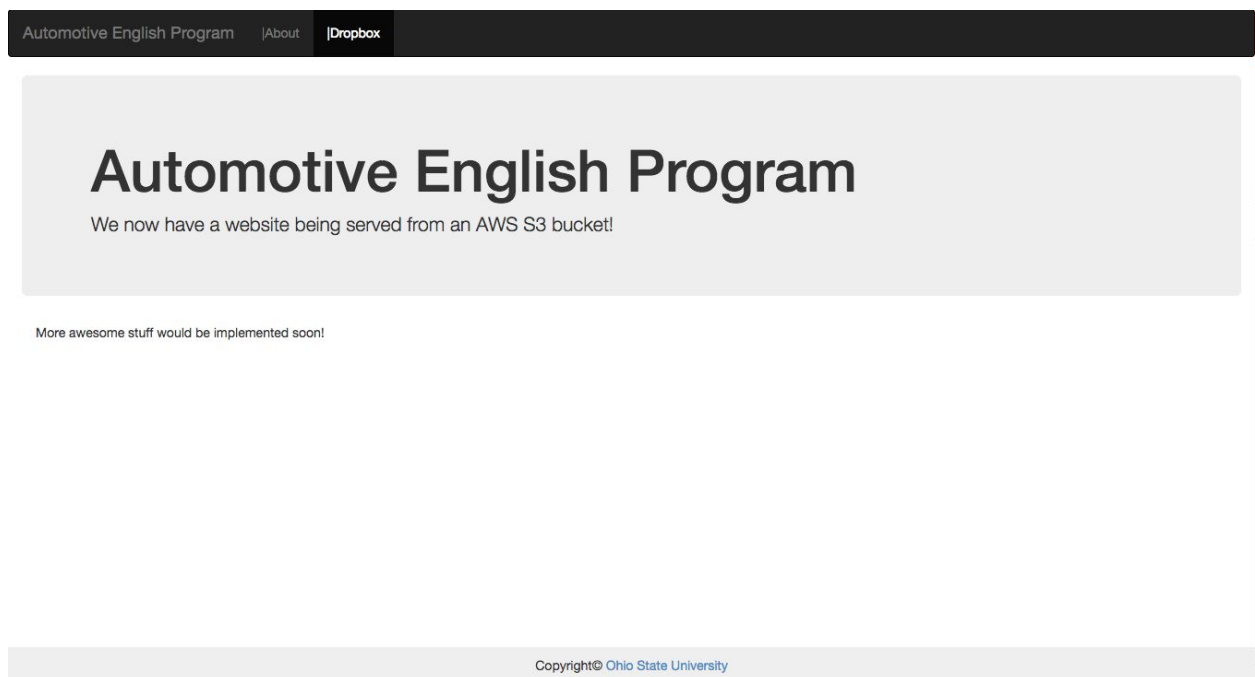 Automotive English Program |About |Dropbox
Automotive English Program
We now have a website being served from an AWS S3 bucket!
More awesome stuff would be implemented soon!
Copyright© Ohio State University